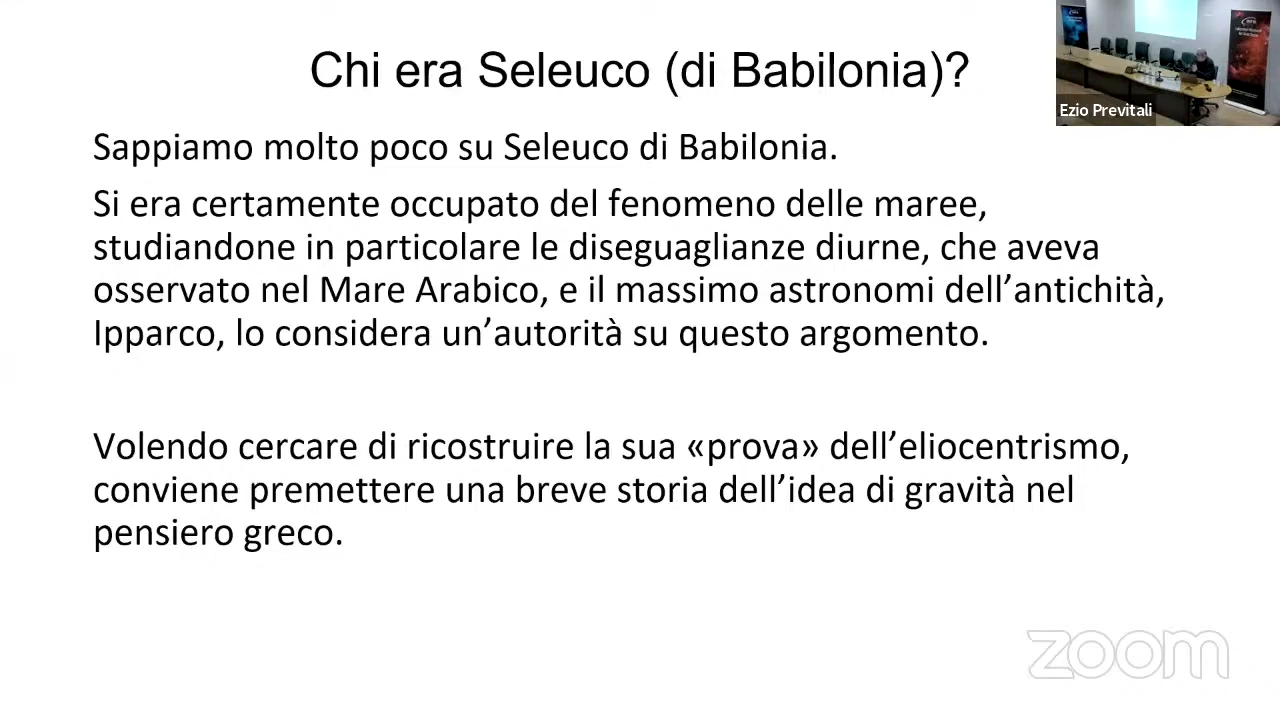 Chi era Seleuco (di Babilonia)?
Ezio Previtali
Sappiamo molto poco su Seleuco di Babilonia.
Si era certamente occupato del fenomeno delle maree,
studiandone in particolare le diseguaglianze diurne, che aveva
osservato nel Mare Arabico, e il massimo astronomi dell’antichità,
Ipparco, lo considera un’autorità su questo argomento.
Volendo cercare di ricostruire la sua «prova» dell’eliocentrismo,
conviene premettere una breve storia dell’idea di gravità nel
pensiero greco.
zoom